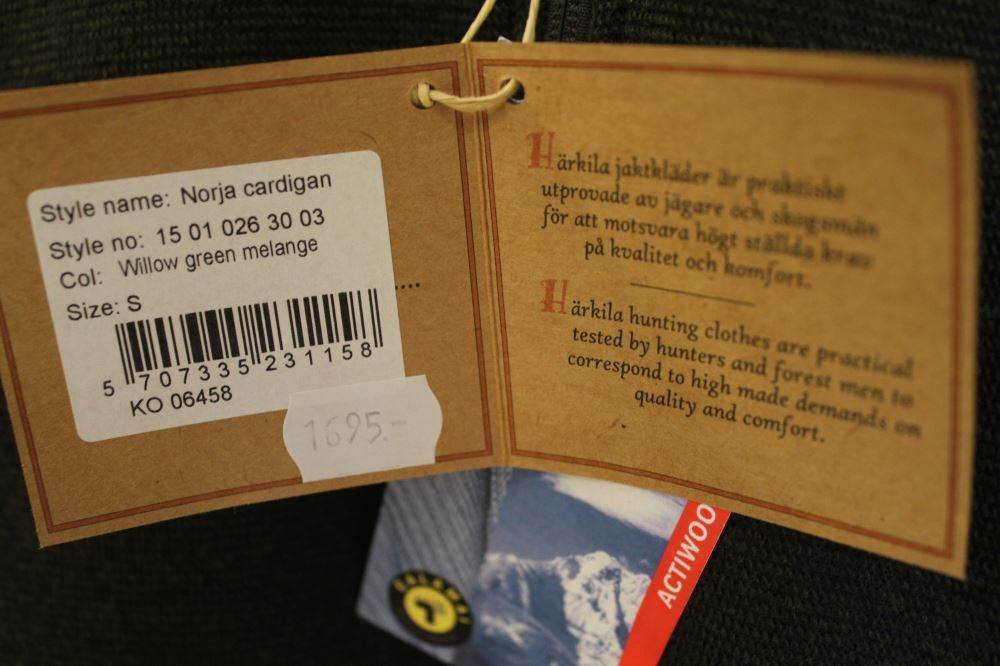 Style name: Norja cardigan
Style no: 15 01 026 30 03
Col: Willow green melange
Size: S
5 707335 231158
KO 06458
1695.-
Härkila jaktkläder är praktiska
utprovade av jägare och skogsmän
för att motsvara högt ställda krav
på kvalitet och komfort.
Härkila hunting clothes are practical
tested by hunters and forest men to
correspond to high made demands on
quality and comfort.
CALAMAI
ACTIWOO